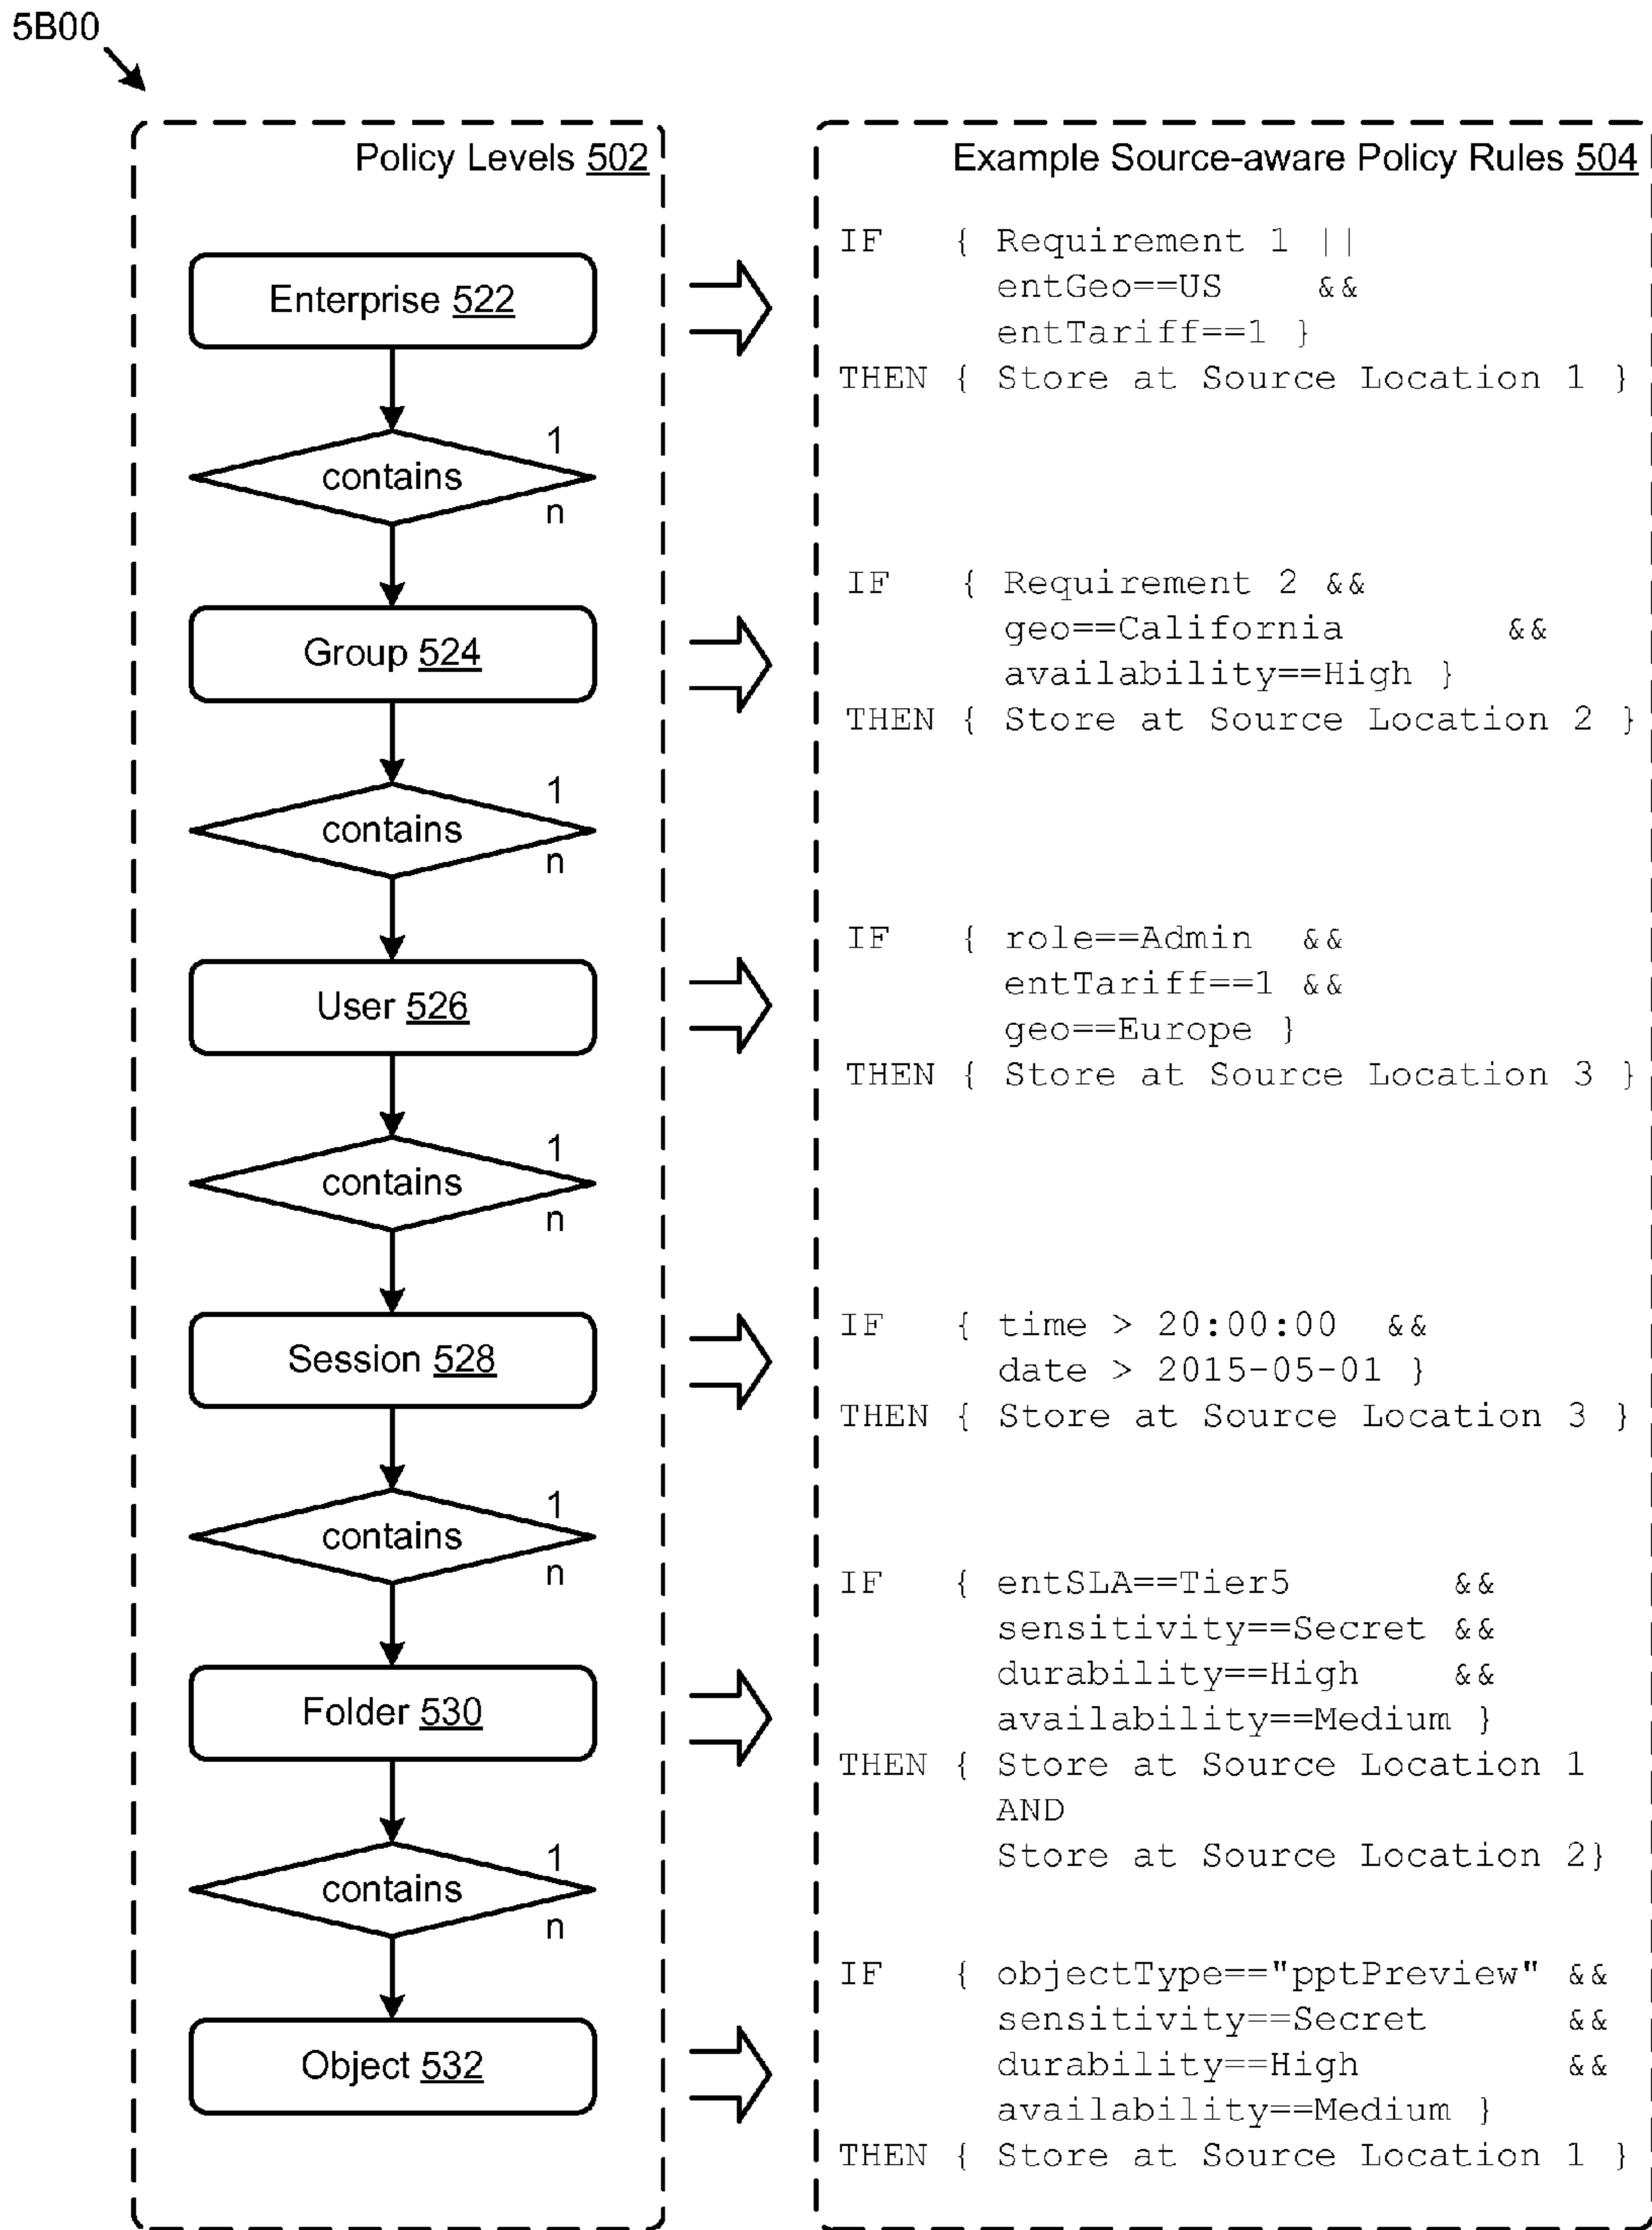 5B00
Policy Levels 502
Enterprise 522
1
contains
n
Group 524
1
contains
n
User 526
1
contains
n
Session 528
1
contains
n
Folder 530
1
contains
n
Object 532
Example Source-aware Policy Rules 504
IF { Requirement 1 ||
entGeo==US &&
entTariff==1 }
THEN { Store at Source Location 1 }
IF { Requirement 2 &&
geo==California &&
availability==High }
THEN { Store at Source Location 2 }
IF { role==Admin &&
entTariff==1 &&
geo==Europe }
THEN { Store at Source Location 3 }
IF { time > 20:00:00 &&
date > 2015-05-01 }
THEN { Store at Source Location 3 }
IF { entSLA==Tier5 &&
sensitivity==Secret &&
durability==High &&
availability==Medium }
THEN { Store at Source Location 1
AND
Store at Source Location 2}
IF { objectType=="pptPreview" &&
sensitivity==Secret &&
durability==High &&
availability==Medium }
THEN { Store at Source Location 1 }